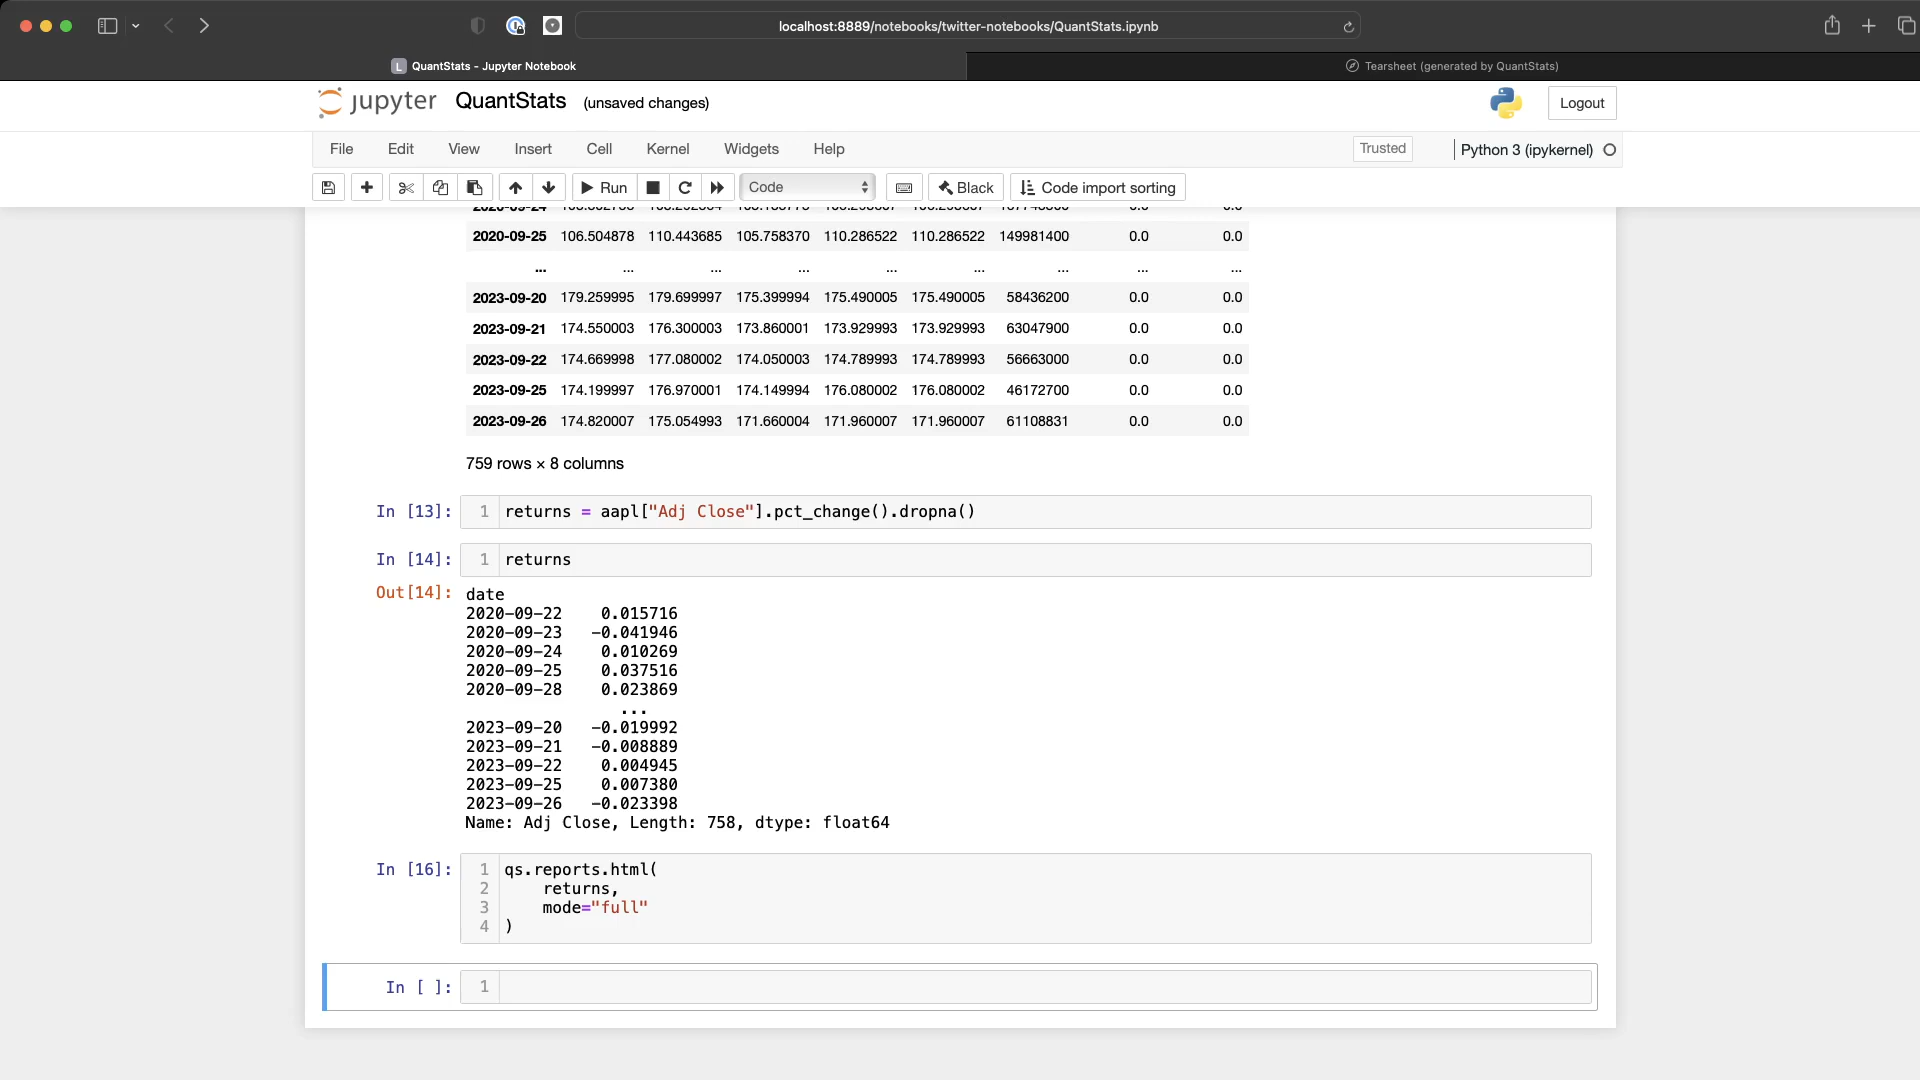 localhost:8889/notebooks/twitter-notebooks/QuantStats.ipynb
L QuantStats - Jupyter Notebook
Tearsheet (generated by QuantStats)
jupyter QuantStats (unsaved changes)
Logout
File Edit View Insert Cell Kernel Widgets Help
Trusted
Python 3 (ipykernel)
Run
Code
Black
Code import sorting
2020-09-25 106.504878 110.443685 105.758370 110.286522 110.286522 149981400 0.0 0.0
... ... ... ... ... ... ... ... ...
2023-09-20 179.259995 179.699997 175.399994 175.490005 175.490005 58436200 0.0 0.0
2023-09-21 174.550003 176.300003 173.860001 173.929993 173.929993 63047900 0.0 0.0
2023-09-22 174.669998 177.080002 174.050003 174.789993 174.789993 56663000 0.0 0.0
2023-09-25 174.199997 176.970001 174.149994 176.080002 176.080002 46172700 0.0 0.0
2023-09-26 174.820007 175.054993 171.660004 171.960007 171.960007 61108831 0.0 0.0
759 rows × 8 columns
In [13]: 1 returns = aapl["Adj Close"].pct_change().dropna()
In [14]: 1 returns
Out[14]: date
2020-09-22 0.015716
2020-09-23 -0.041946
2020-09-24 0.010269
2020-09-25 0.037516
2020-09-28 0.023869
...
2023-09-20 -0.019992
2023-09-21 -0.008889
2023-09-22 0.004945
2023-09-25 0.007380
2023-09-26 -0.023398
Name: Adj Close, Length: 758, dtype: float64
In [16]: 1 qs.reports.html(
2 returns,
3 mode="full"
4 )
In [ ]: 1